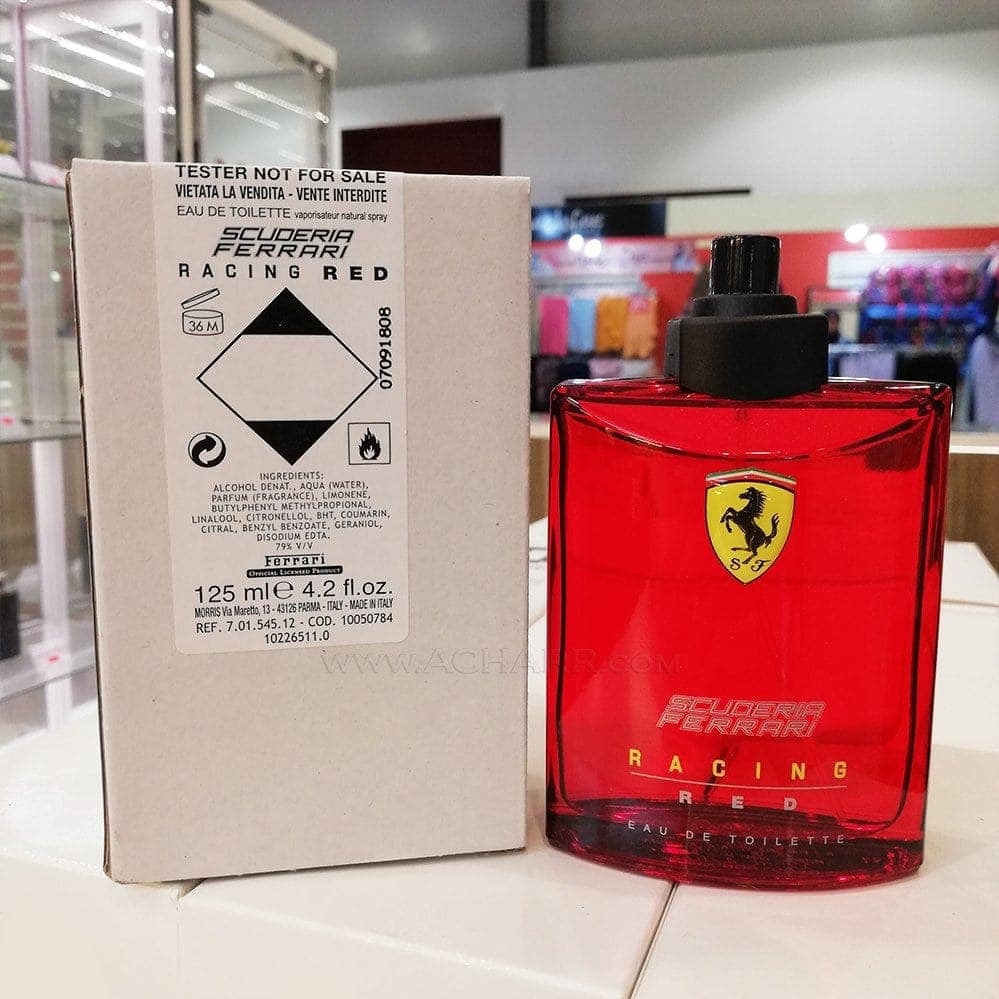 TESTER NOT FOR SALE
VIETATA LA VENDITA - VENTE INTERDITE
EAU DE TOILETTE vaporisateur natural spray
SCUDERIA
FERRARI
RACING RED
36 M
07091808
INGREDIENTS:
ALCOHOL DENAT., AQUA (WATER),
PARFUM (FRAGRANCE), LIMONENE,
BUTYLPHENYL METHYLPROPIONAL,
LINALOOL, CITRONELLOL, BHT, COUMARIN,
CITRAL, BENZYL BENZOATE, GERANIOL,
DISODIUM EDTA.
79% V/V
Ferrari
OFFICIAL LICENSED PRODUCT
125 ml e 4.2 fl.oz.
MORRIS Via Maretto, 13 - 43126 PARMA - ITALY - MADE IN ITALY
REF. 7.01.545.12 - COD. 10050784
10226511.0
WWW.ACHARR.COM
S F
SCUDERIA
FERRARI
RACING
RED
EAU DE TOILETTE